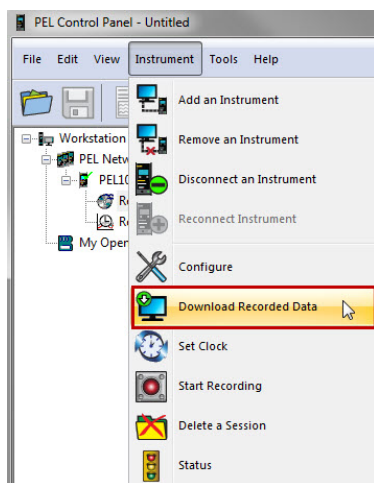 PEL Control Panel - Untitled
File Edit View Instrument Tools Help
Add an Instrument
Workstation
Remove an Instrument
PEL Netw
PEL10
Disconnect an Instrument
Reconnect Instrument
My Open
Configure
Download Recorded Data
Set Clock
Start Recording
Delete a Session
Status